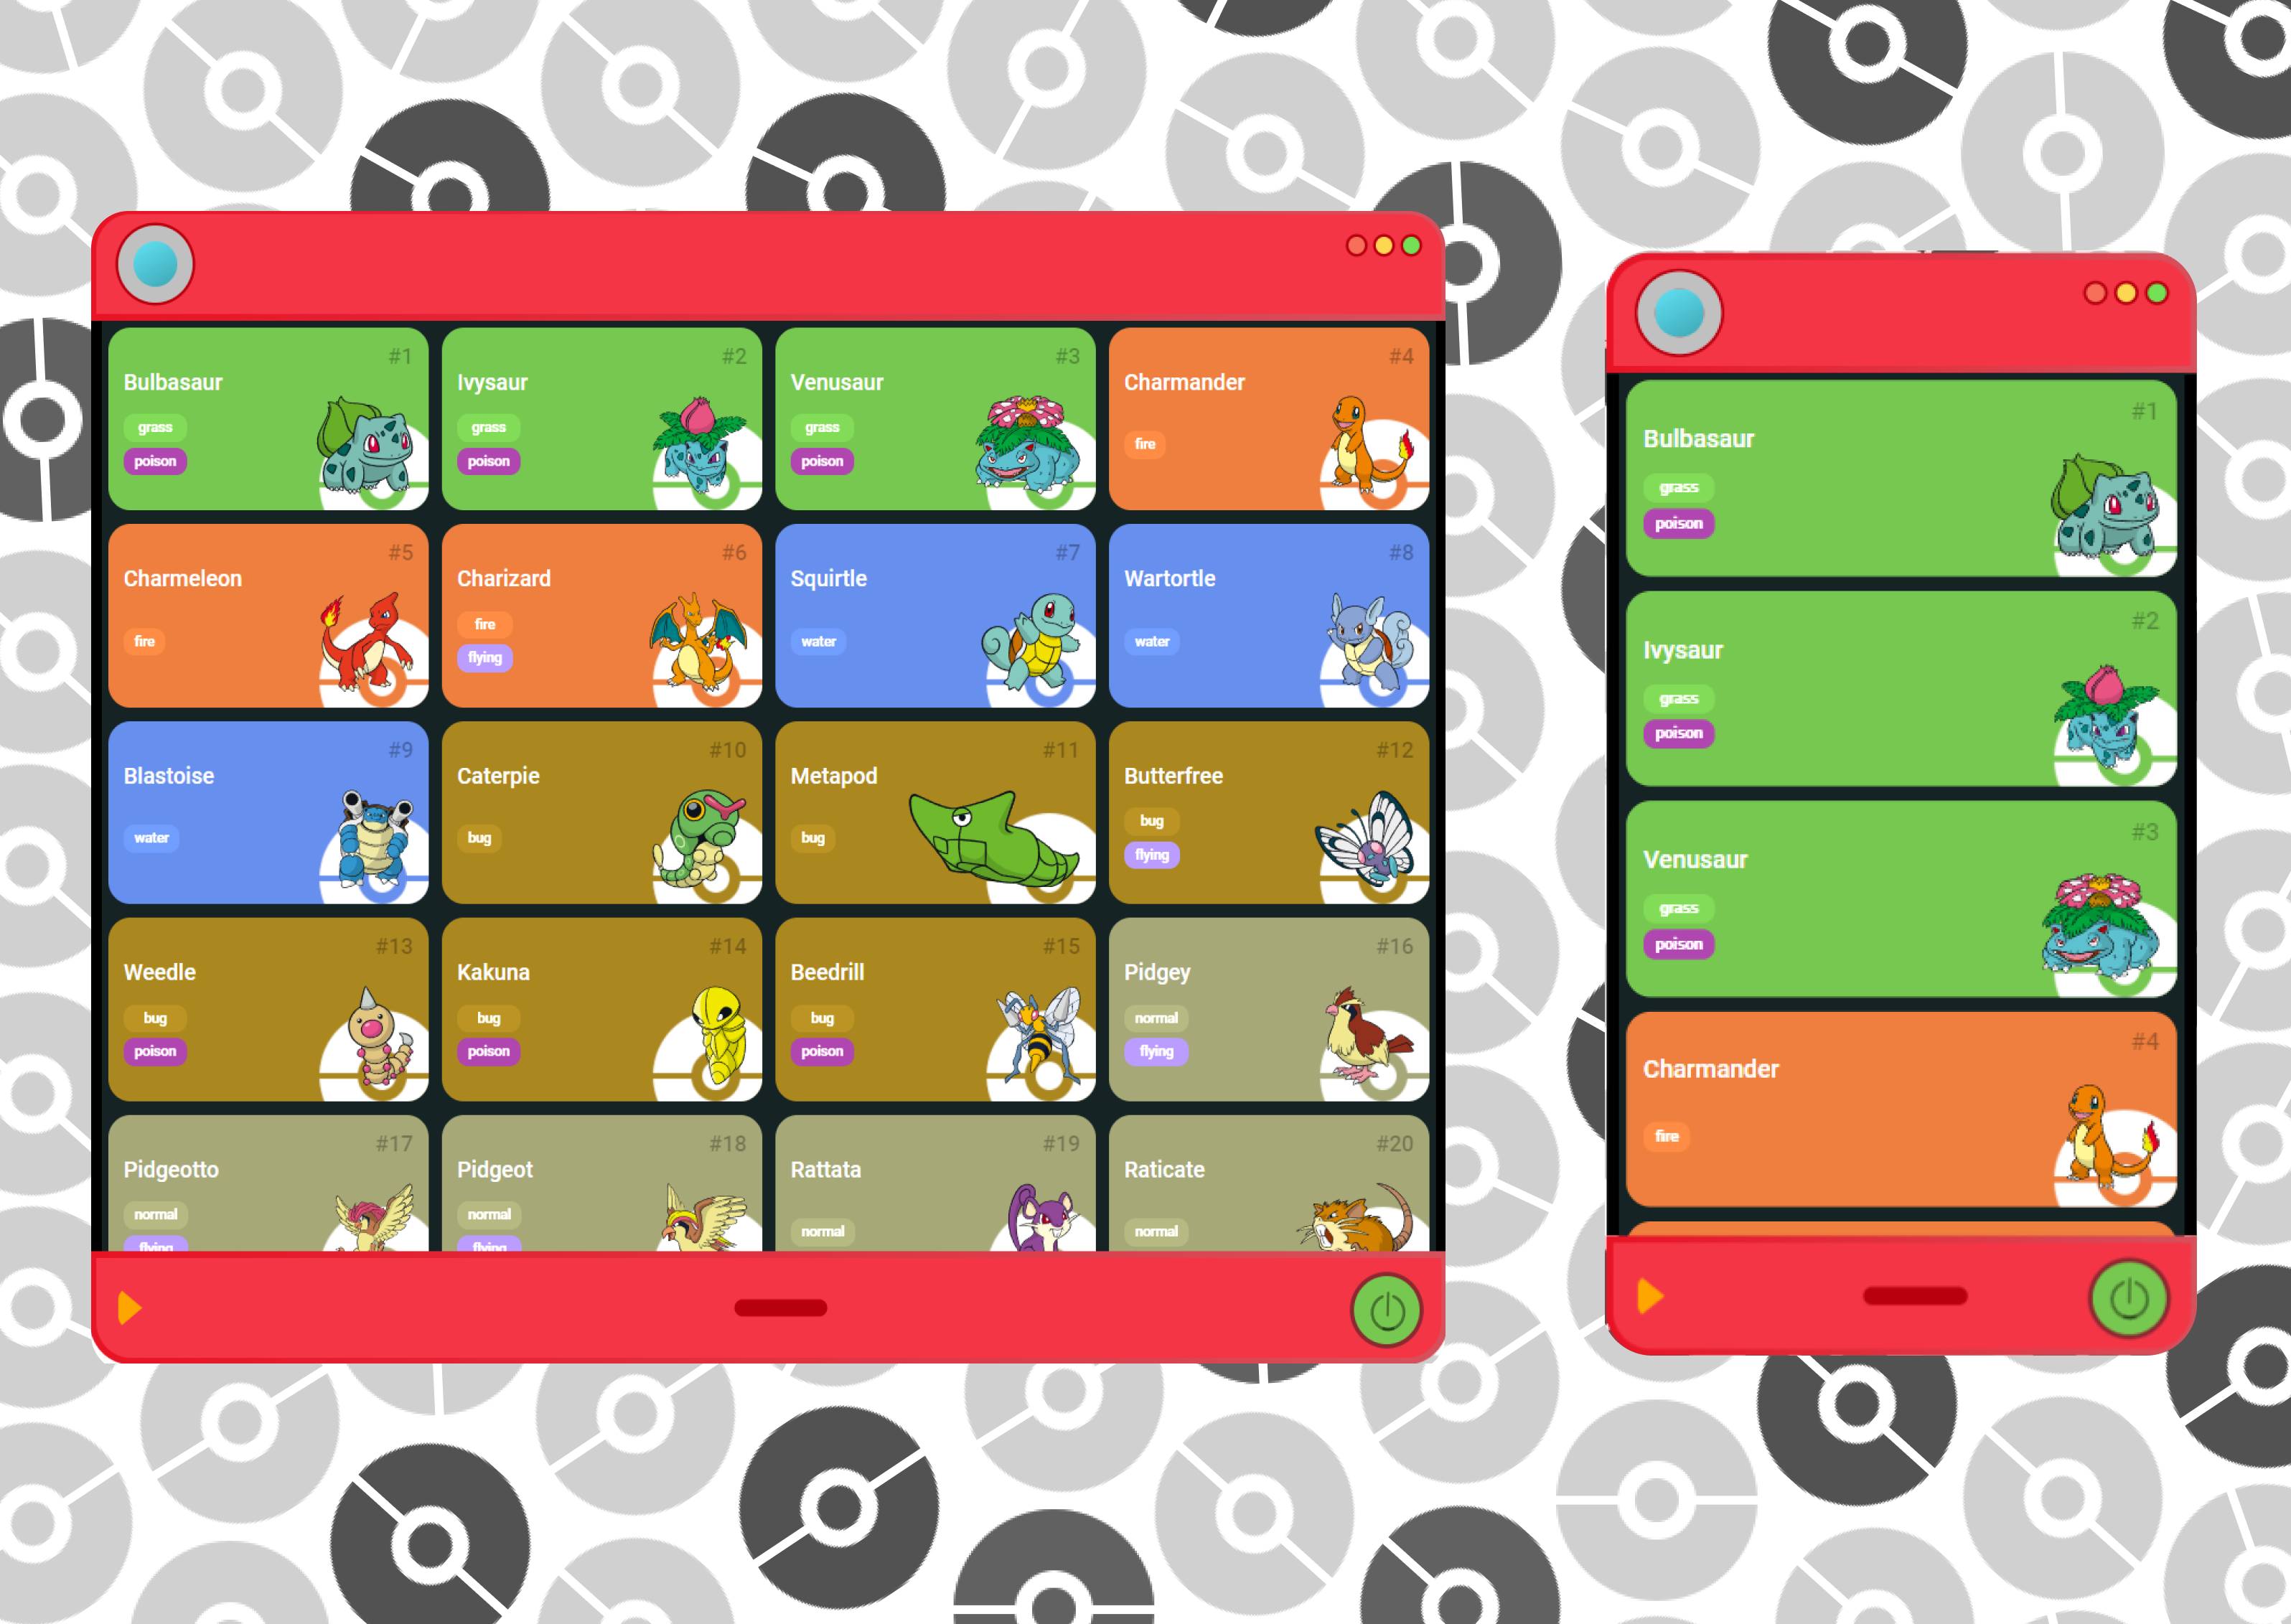 #1
Bulbasaur
grass
poison
#2
Ivysaur
grass
poison
#3
Venusaur
grass
poison
#4
Charmander
fire
#5
Charmeleon
fire
#6
Charizard
fire
flying
#7
Squirtle
water
#8
Wartortle
water
#9
Blastoise
water
#10
Caterpie
bug
#11
Metapod
bug
#12
Butterfree
bug
flying
#13
Weedle
bug
poison
#14
Kakuna
bug
poison
#15
Beedrill
bug
poison
#16
Pidgey
normal
flying
#17
Pidgeotto
normal
flying
#18
Pidgeot
normal
flying
#19
Rattata
normal
#20
Raticate
normal
#1
Bulbasaur
grass
poison
#2
Ivysaur
grass
poison
#3
Venusaur
grass
poison
#4
Charmander
fire